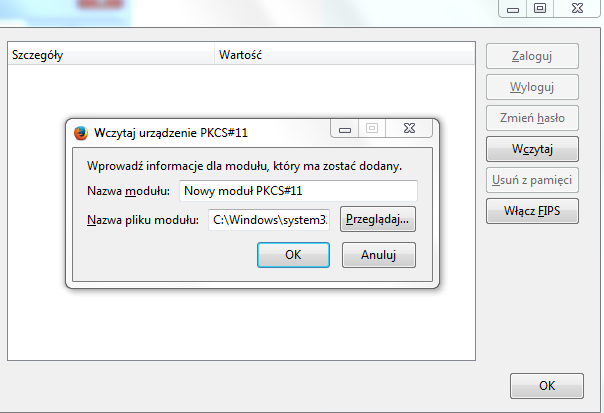 Szczegóły Wartość
Zaloguj
Wyloguj
Zmień hasło
Wczytaj
Usuń z pamięci
Włącz FIPS
Wczytaj urządzenie PKCS#11
Wprowadź informacje dla modułu, który ma zostać dodany.
Nazwa modułu: Nowy moduł PKCS#11
Nazwa pliku modułu: C:\Windows\system3. Przeglądaj...
OK Anuluj
OK